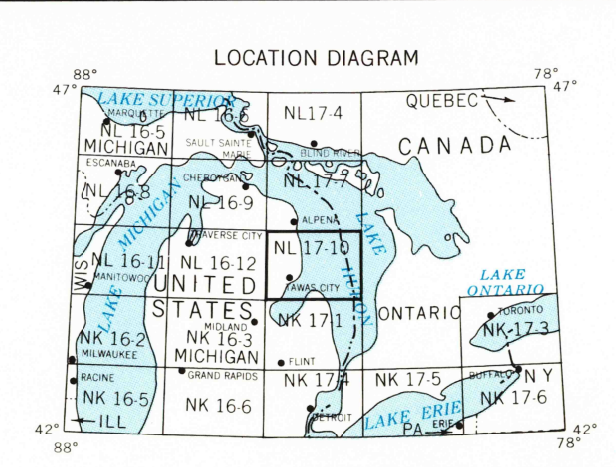 LOCATION DIAGRAM
88°
78°
47°
47°
LAKE SUPERIOR
QUEBEC
MARQUETTE
NL 16-6
NL17-4
NL 16-5
MICHIGAN
SAULT SAINTE
MARIE
BLIND RIVER
CANADA
ESCANABA
NL 16-8
CHEBOYGAN
NL 17-7
NL 16-9
LAKE MICHIGAN
ALPENA
LAKE HURON
TRAVERSE CITY
NL 17-10
WIS
NL 16-11
NL 16-12
MANITOWOC
UNITED
STATES
TAWAS CITY
LAKE
ONTARIO
ONTARIO
TORONTO
NK 17-1
NK 17-3
MIDLAND
NK 16-2
NK 16-3
MILWAUKEE
MICHIGAN
FLINT
RACINE
GRAND RAPIDS
NK 17-4
NK 17-5
BUFFALO
N Y
NK 16-5
NK 16-6
NK 17-6
DETROIT
LAKE ERIE
ILL
PA
ERIE
42°
42°
88°
78°